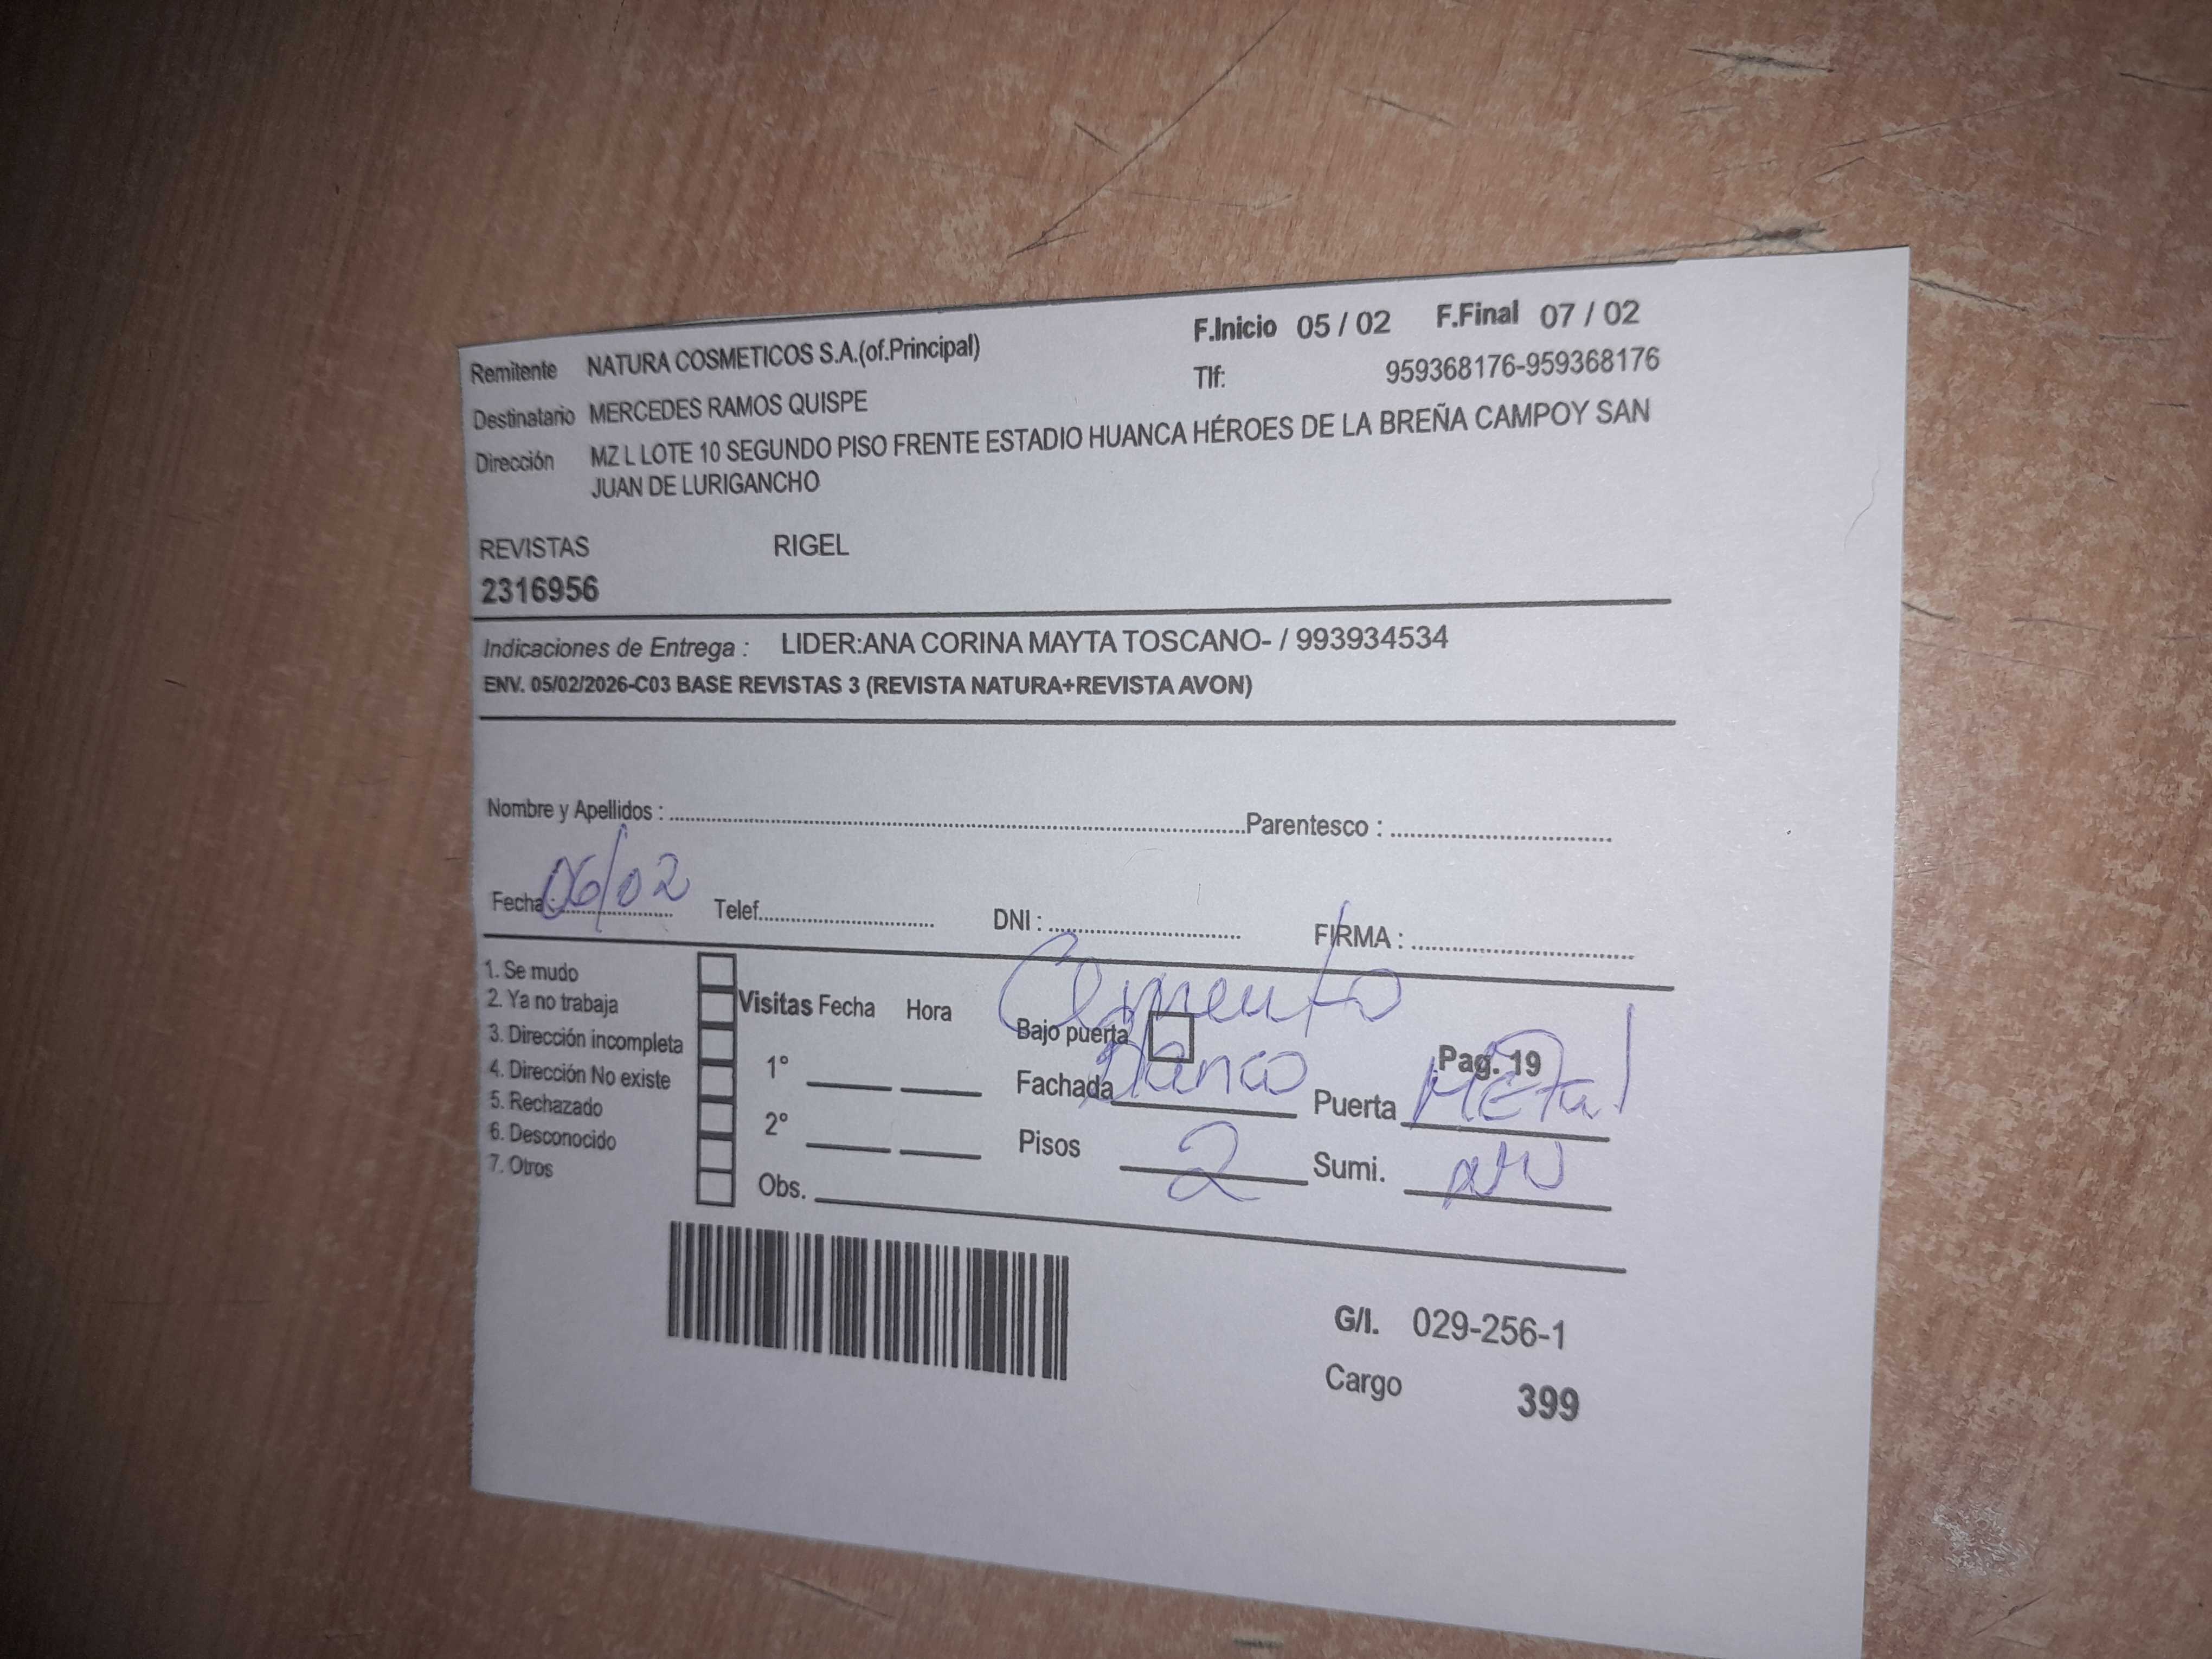 F.Inicio 05 / 02 F.Final 07 / 02
Remitente NATURA COSMETICOS S.A.(of.Principal)
Tlf: 959368176-959368176
Destinatario MERCEDES RAMOS QUISPE
Dirección MZ L LOTE 10 SEGUNDO PISO FRENTE ESTADIO HUANCA HÉROES DE LA BREÑA CAMPOY SAN
JUAN DE LURIGANCHO
REVISTAS RIGEL
2316956
Indicaciones de Entrega : LIDER:ANA CORINA MAYTA TOSCANO- / 993934534
ENV. 05/02/2026-C03 BASE REVISTAS 3 (REVISTA NATURA+REVISTA AVON)
Nombre y Apellidos : Parentesco :
Fecha : 06/02 Telef. DNI : FIRMA :
1. Se mudo
2. Ya no trabaja
3. Dirección incompleta
4. Dirección No existe
5. Rechazado
6. Desconocido
7. Otros
Visitas Fecha Hora
1°
2°
Obs.
Cemento
Bajo puerta Pag. 19
Fachada blanco Puerta METal
Pisos 2 Sumi.
G/I. 029-256-1
Cargo 399